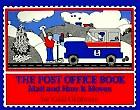 THE POST OFFICE BOOK
Mail and How It Moves